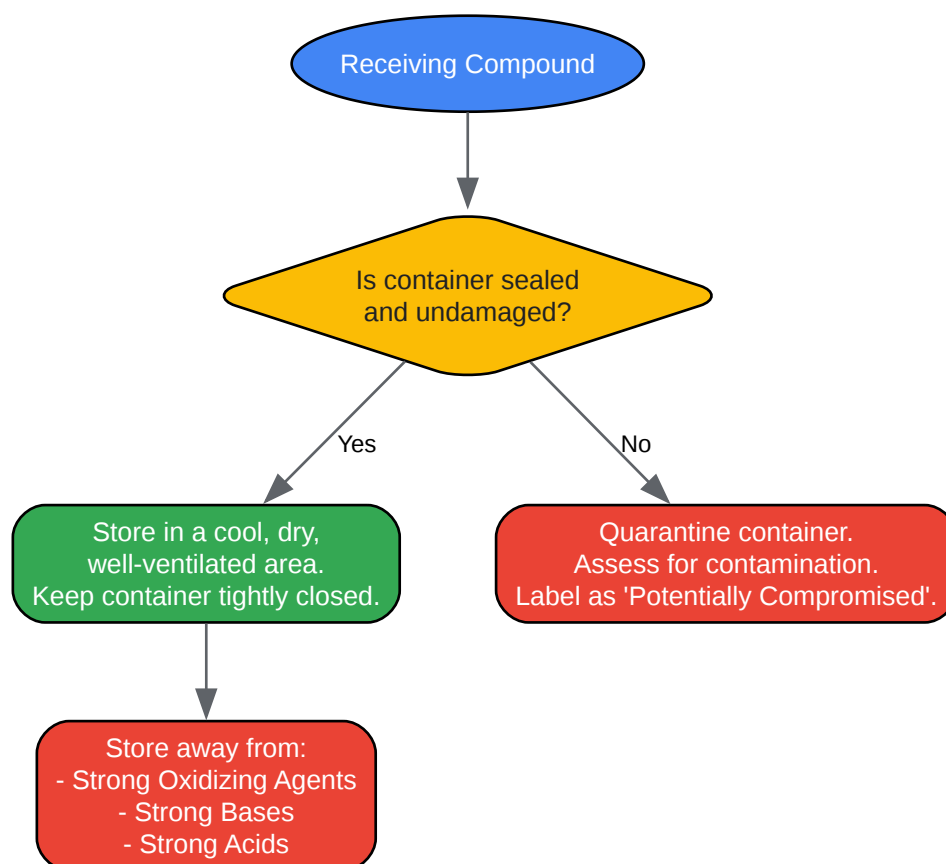 Receiving Compound
Is container sealed
and undamaged?
Yes
No
Store in a cool, dry,
well-ventilated area.
Keep container tightly closed.
Quarantine container.
Assess for contamination.
Label as 'Potentially Compromised'.
Store away from:
- Strong Oxidizing Agents
- Strong Bases
- Strong Acids